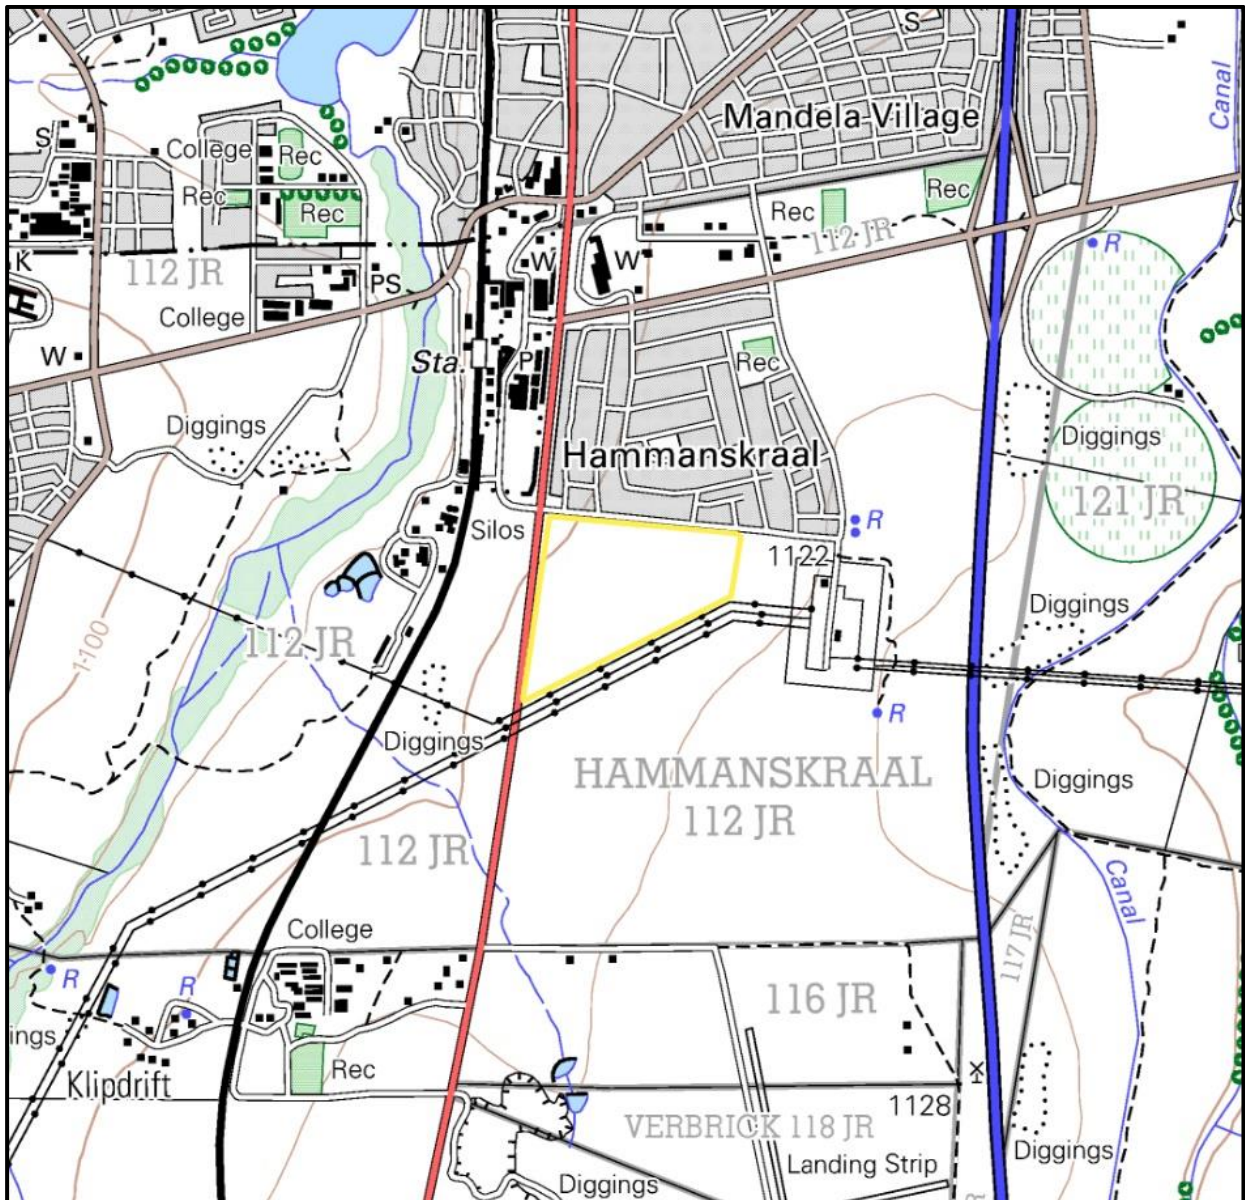 S
Mandela Village
Canal
S
College
Rec
Rec
Rec
Rec
Rec
112 JR
K
112 JR
W
W
R
PS
College
W
Sta.
P
Rec
Diggings
Hammanskraal
Diggings
121 JR
Silos
R
1122
Diggings
1:100
112 JR
R
Diggings
HAMMANSKRAAL
112 JR
Diggings
112 JR
Canal
College
117 JR
R
R
116 JR
ings
Klipdrift
Rec
1128
VERBRICK 118 JR
Landing Strip
Diggings
Diggings
R